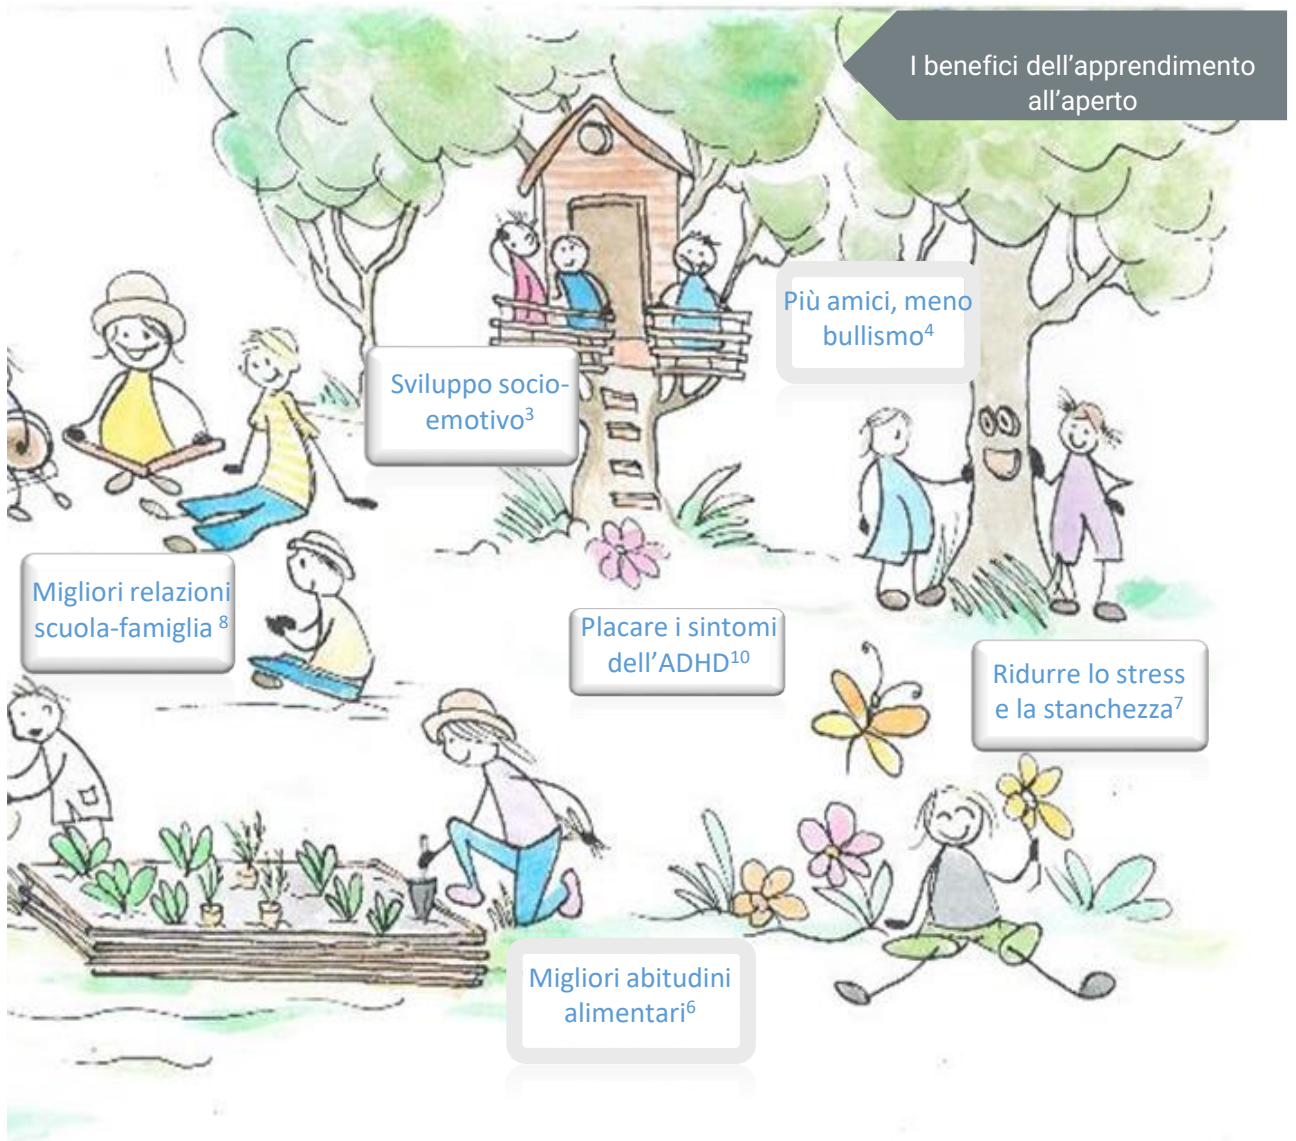 I benefici dell’apprendimento
all’aperto
Più amici, meno
bullismo⁴
Sviluppo socio-
emotivo³
Migliori relazioni
scuola-famiglia ⁸
Placare i sintomi
dell’ADHD¹⁰
Ridurre lo stress
e la stanchezza⁷
Migliori abitudini
alimentari⁶